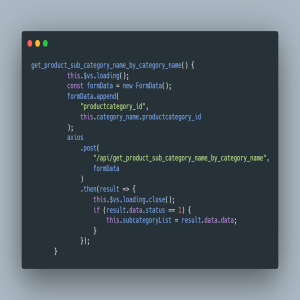 get_product_sub_category_name_by_category_name() {
this.$vs.loading();
const formData = new FormData();
formData.append(
"productcategory_id",
this.category_name.productcategory_id
);
axios
.post(
"/api/get_product_sub_category_name_by_category_name",
formData
)
.then(result => {
this.$vs.loading.close();
if (result.data.status == 1) {
this.subcategoryList = result.data.data;
}
});
}